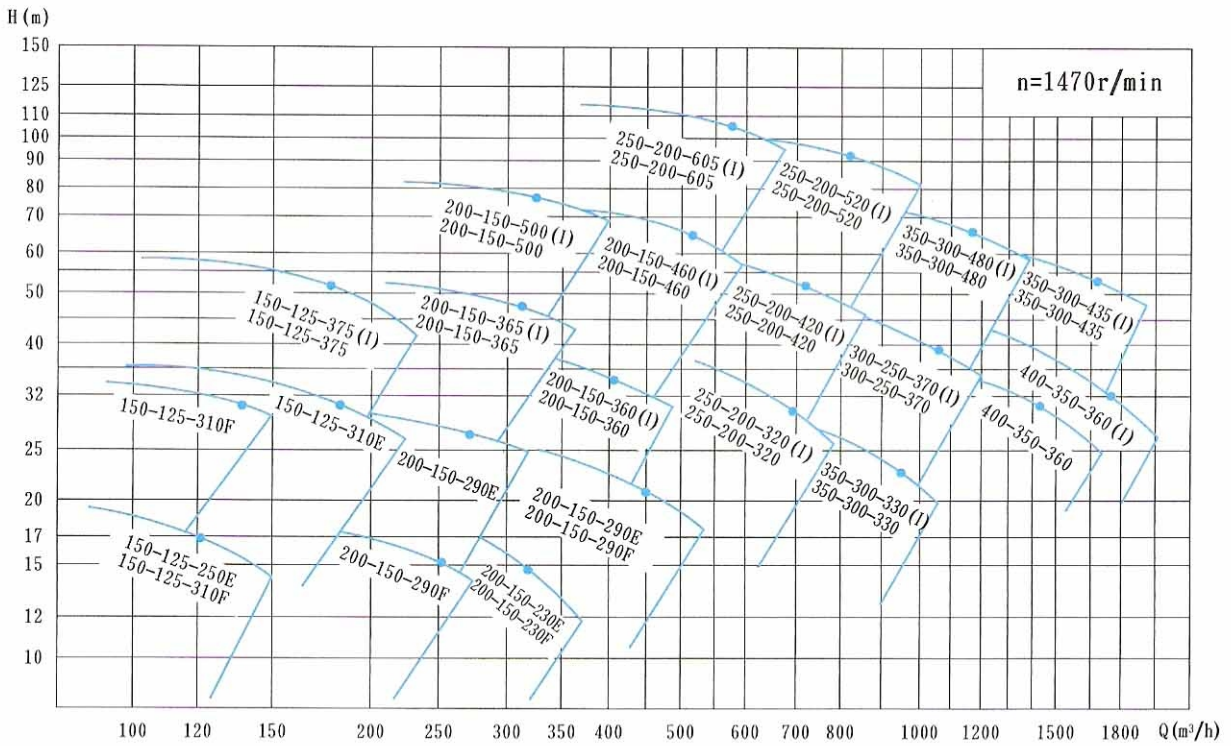 H(m)
150
125
110
100
90
80
70
60
50
40
32
25
20
17
15
12
10
n=1470r/min
250-200-605(I)
250-200-605
250-200-520(I)
250-200-520
200-150-500(I)
200-150-500
200-150-460(I)
200-150-460
350-300-480(I)
350-300-480
350-300-435(I)
350-300-435
150-125-375(I)
150-125-375
200-150-365(I)
200-150-365
250-200-420(I)
250-200-420
300-250-370(I)
300-250-370
400-350-360(I)
400-350-360
150-125-310F
150-125-310E
200-150-360(I)
200-150-360
250-200-320(I)
250-200-320
200-150-290E
350-300-330(I)
350-300-330
200-150-290E
200-150-290F
150-125-250E
150-125-310F
200-150-290F
200-150-230E
200-150-230F
100 120 150 200 250 300 350 400 500 600 700 800 1000 1200 1500 1800 Q(m³/h)